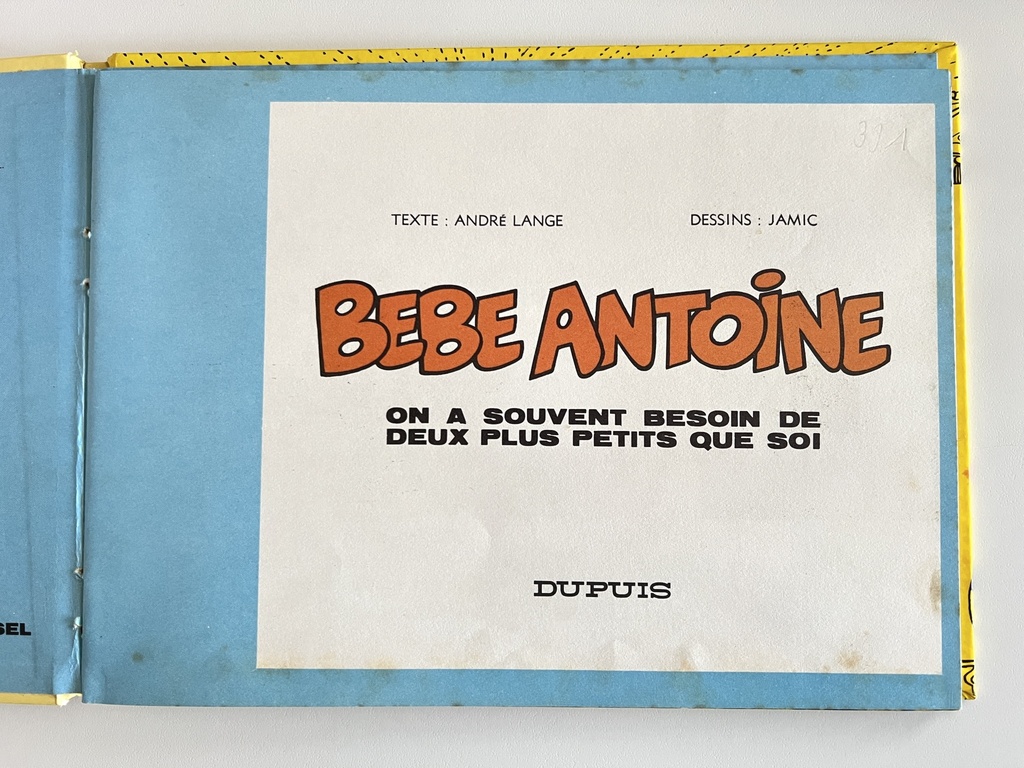 TEXTE : ANDRÉ LANGE
DESSINS : JAMIC
BEBE ANTOINE
ON A SOUVENT BESOIN DE
DEUX PLUS PETITS QUE SOI
DUPUIS
SEL